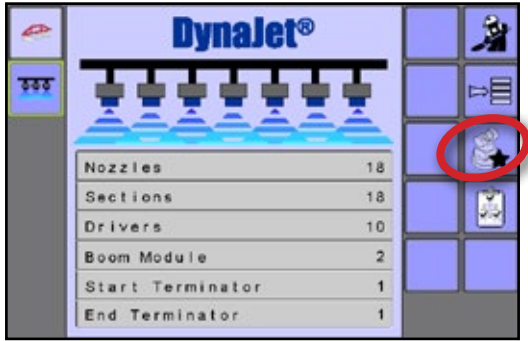 DynaJet®
Nozzles 18
Sections 18
Drivers 10
Boom Module 2
Start Terminator 1
End Terminator 1